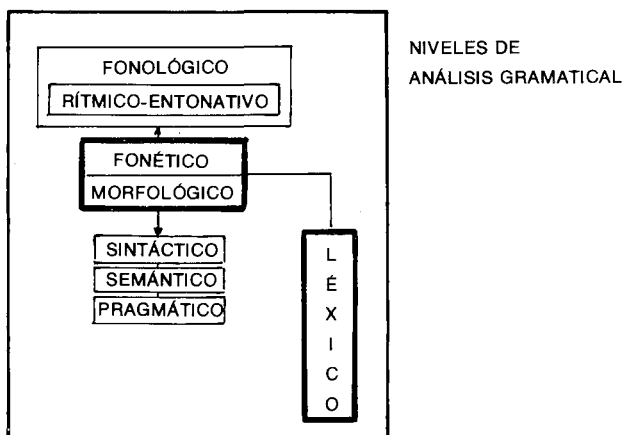 NIVELES DE
ANÁLISIS GRAMATICAL
FONOLÓGICO
RÍTMICO-ENTONATIVO
FONÉTICO
MORFOLÓGICO
SINTÁCTICO
SEMÁNTICO
PRAGMÁTICO
L
É
X
I
C
O